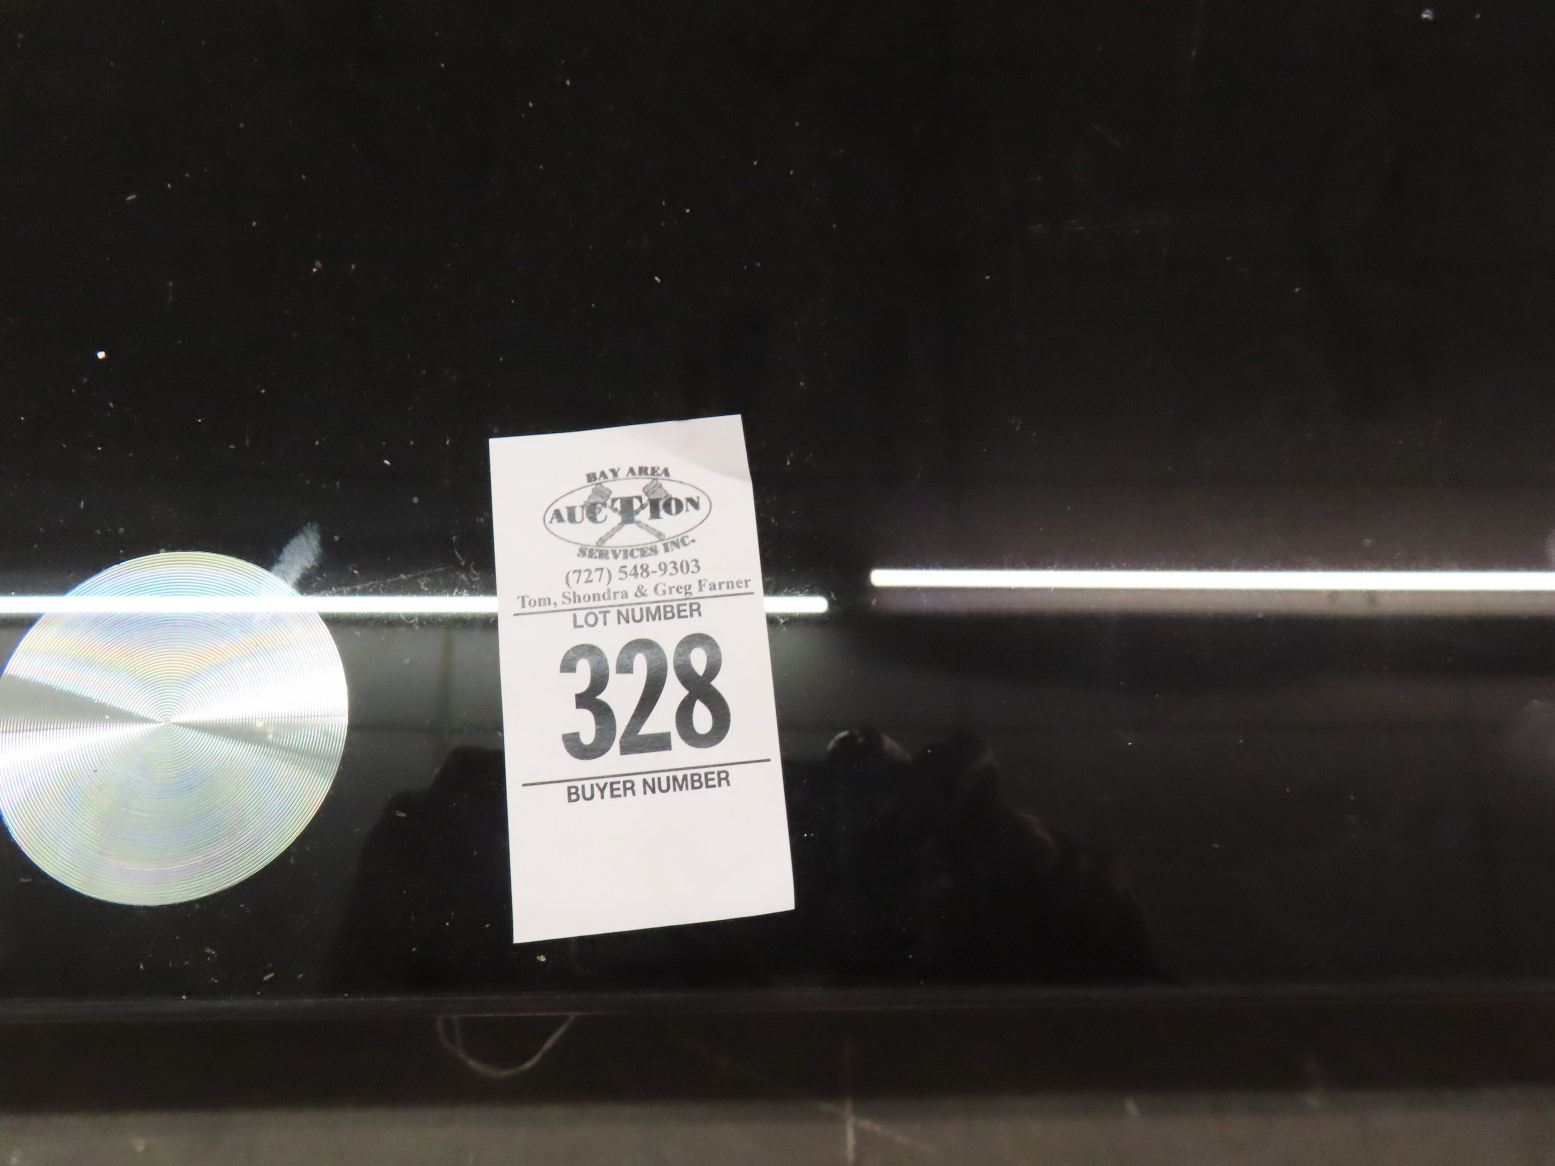 BAY AREA
AUCTION
SERVICES INC.
(727) 548-9303
Tom, Shondra & Greg Farner
LOT NUMBER
328
BUYER NUMBER